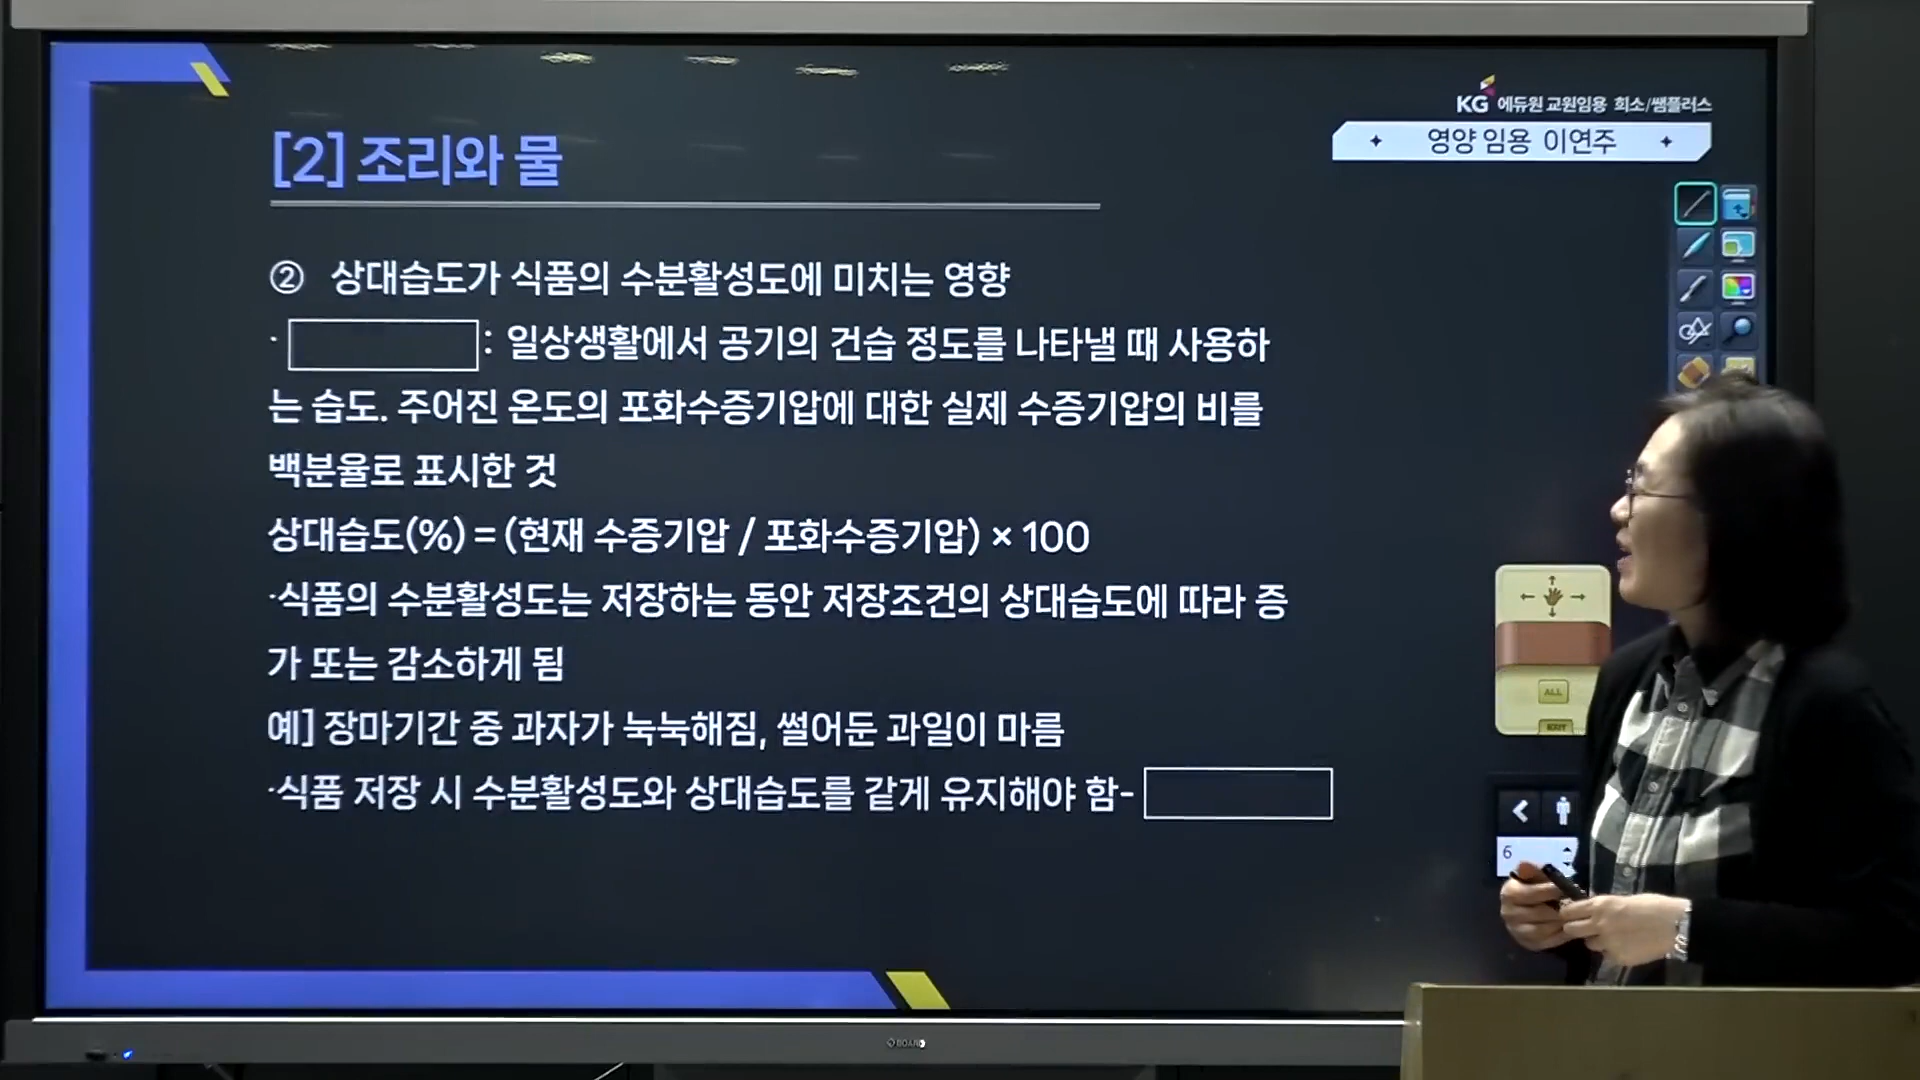 KG 에듀원 교원임용 희소/쌤플러스
영양 임용 이연주
[2] 조리와 물
② 상대습도가 식품의 수분활성도에 미치는 영향
· : 일상생활에서 공기의 건습 정도를 나타낼 때 사용하
는 습도. 주어진 온도의 포화수증기압에 대한 실제 수증기압의 비를
백분율로 표시한 것
상대습도(%) = (현재 수증기압 / 포화수증기압) × 100
·식품의 수분활성도는 저장하는 동안 저장조건의 상대습도에 따라 증
가 또는 감소하게 됨
예] 장마기간 중 과자가 눅눅해짐, 썰어둔 과일이 마름
·식품 저장 시 수분활성도와 상대습도를 같게 유지해야 함-
ALL
EXIT
6